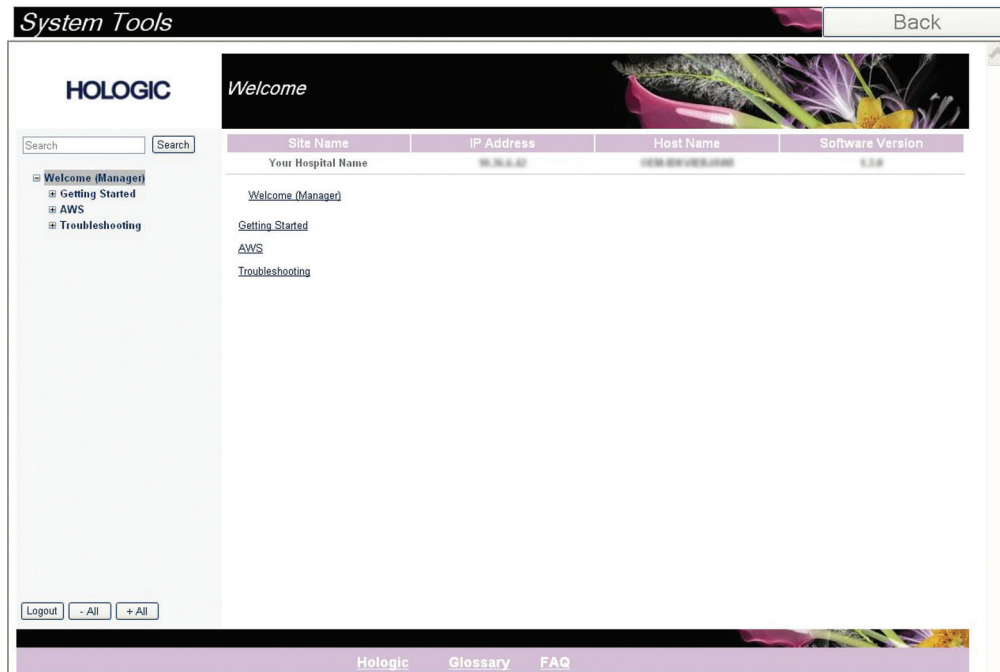 System Tools
Back
HOLOGIC
Welcome
Search
Search
Welcome (Manager)
Getting Started
AWS
Troubleshooting
Site Name
IP Address
Host Name
Software Version
Your Hospital Name
Welcome (Manager)
Getting Started
AWS
Troubleshooting
Logout
- All
+ All
Hologic
Glossary
FAQ